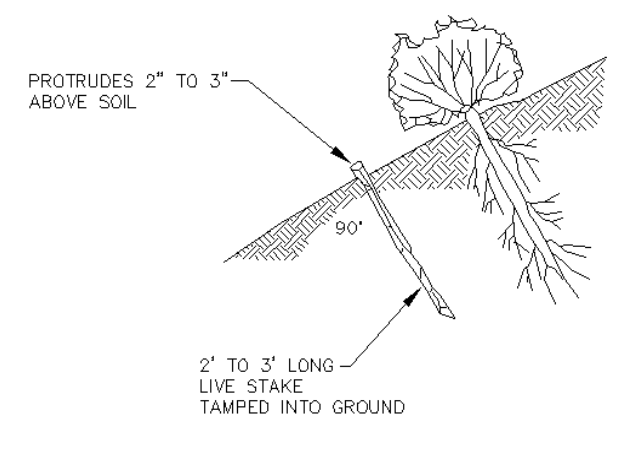 PROTRUDES 2" TO 3"
ABOVE SOIL
90°
2' TO 3' LONG
LIVE STAKE
TAMPED INTO GROUND